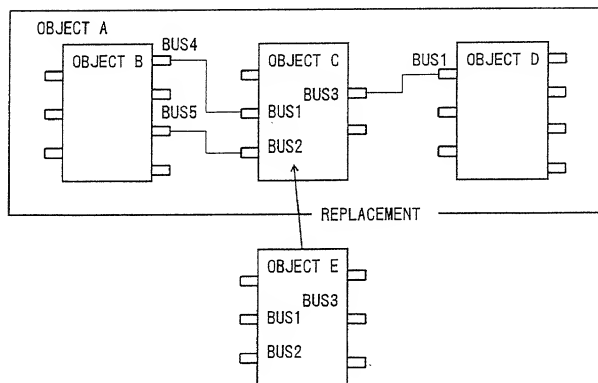 OBJECT A
OBJECT B
BUS4
BUS5
OBJECT C
BUS3
BUS1
BUS2
BUS1
OBJECT D
REPLACEMENT
OBJECT E
BUS3
BUS1
BUS2